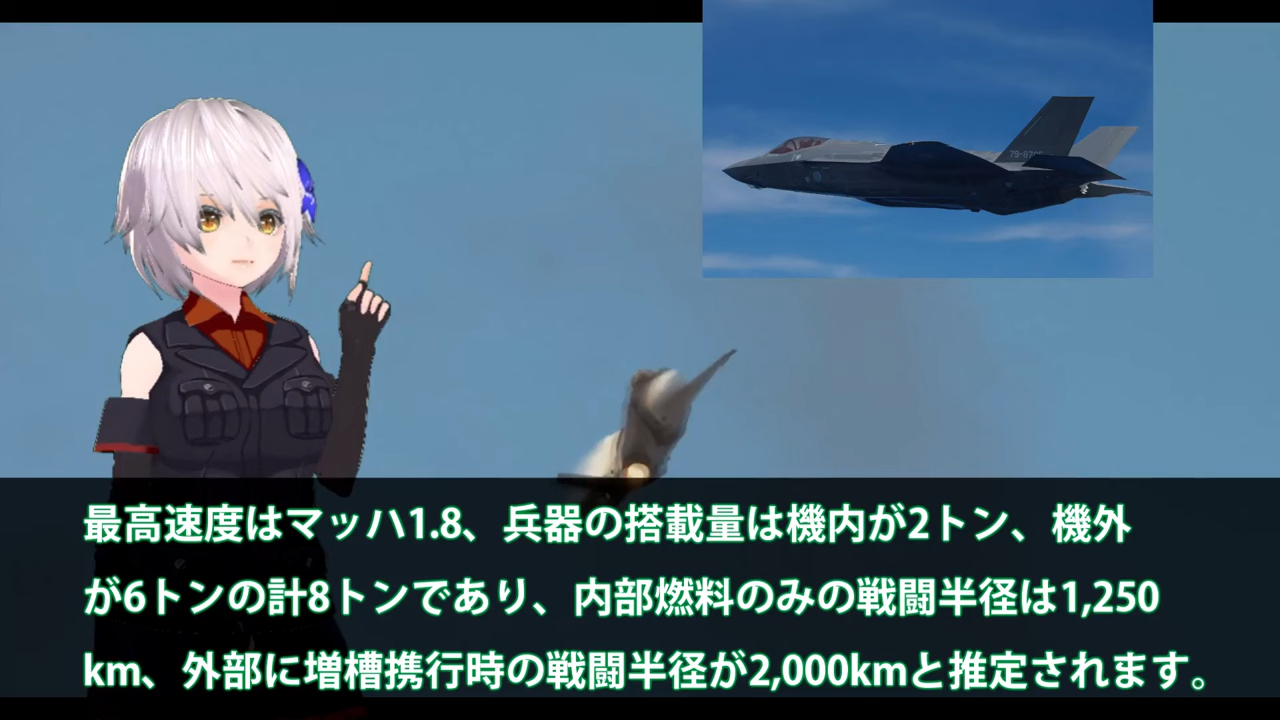 最高速度はマッハ1.8、兵器の搭載量は機内が2トン、機外
が6トンの計8トンであり、内部燃料のみの戦闘半径は1,250
km、外部に増槽携行時の戦闘半径が2,000kmと推定されます。